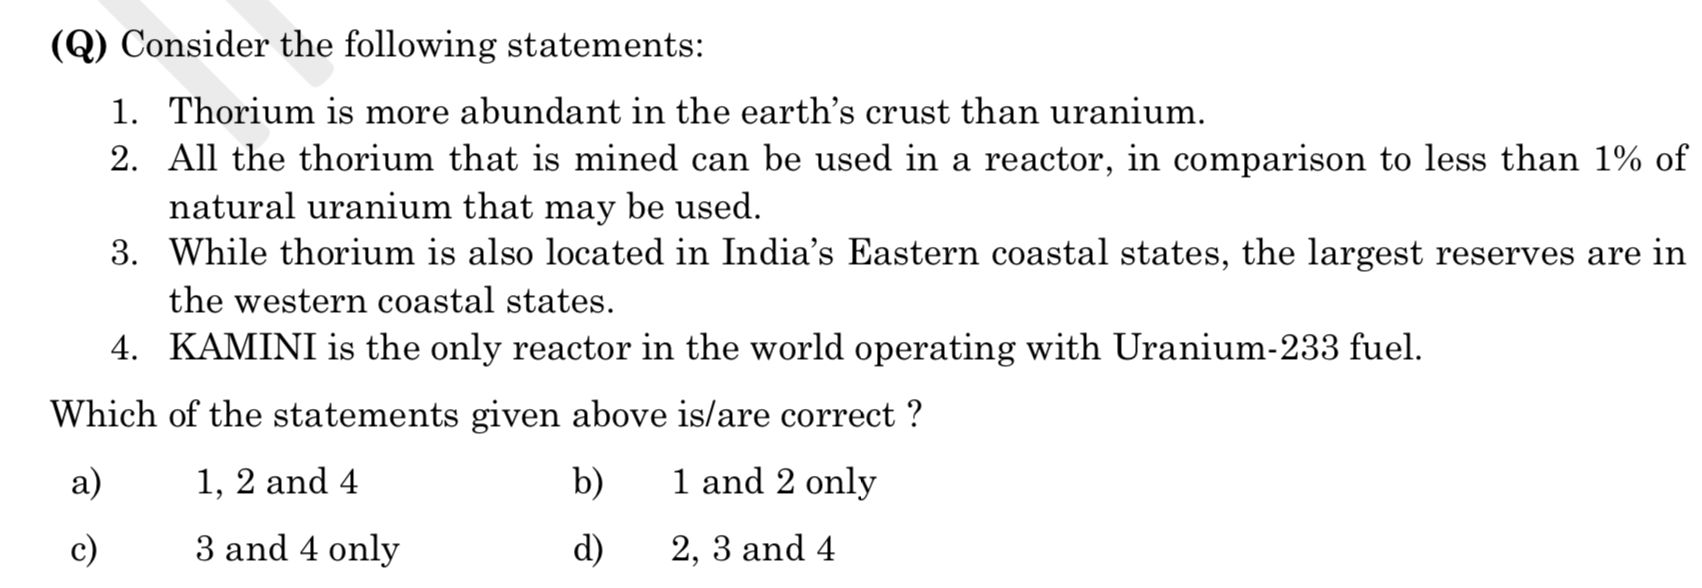 (Q) Consider the following statements:
1. Thorium is more abundant in the earth’s crust than uranium.
2. All the thorium that is mined can be used in a reactor, in comparison to less than 1% of
natural uranium that may be used.
3. While thorium is also located in India’s Eastern coastal states, the largest reserves are in
the western coastal states.
4. KAMINI is the only reactor in the world operating with Uranium-233 fuel.
Which of the statements given above is/are correct ?
a) 1, 2 and 4 b) 1 and 2 only
c) 3 and 4 only d) 2, 3 and 4